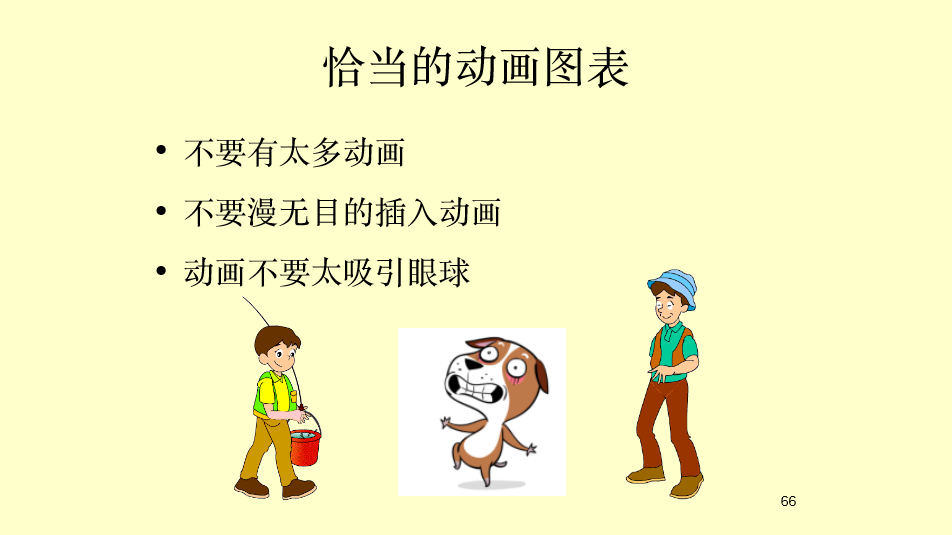 恰当的动画图表
• 不要有太多动画
• 不要漫无目的插入动画
• 动画不要太吸引眼球
66